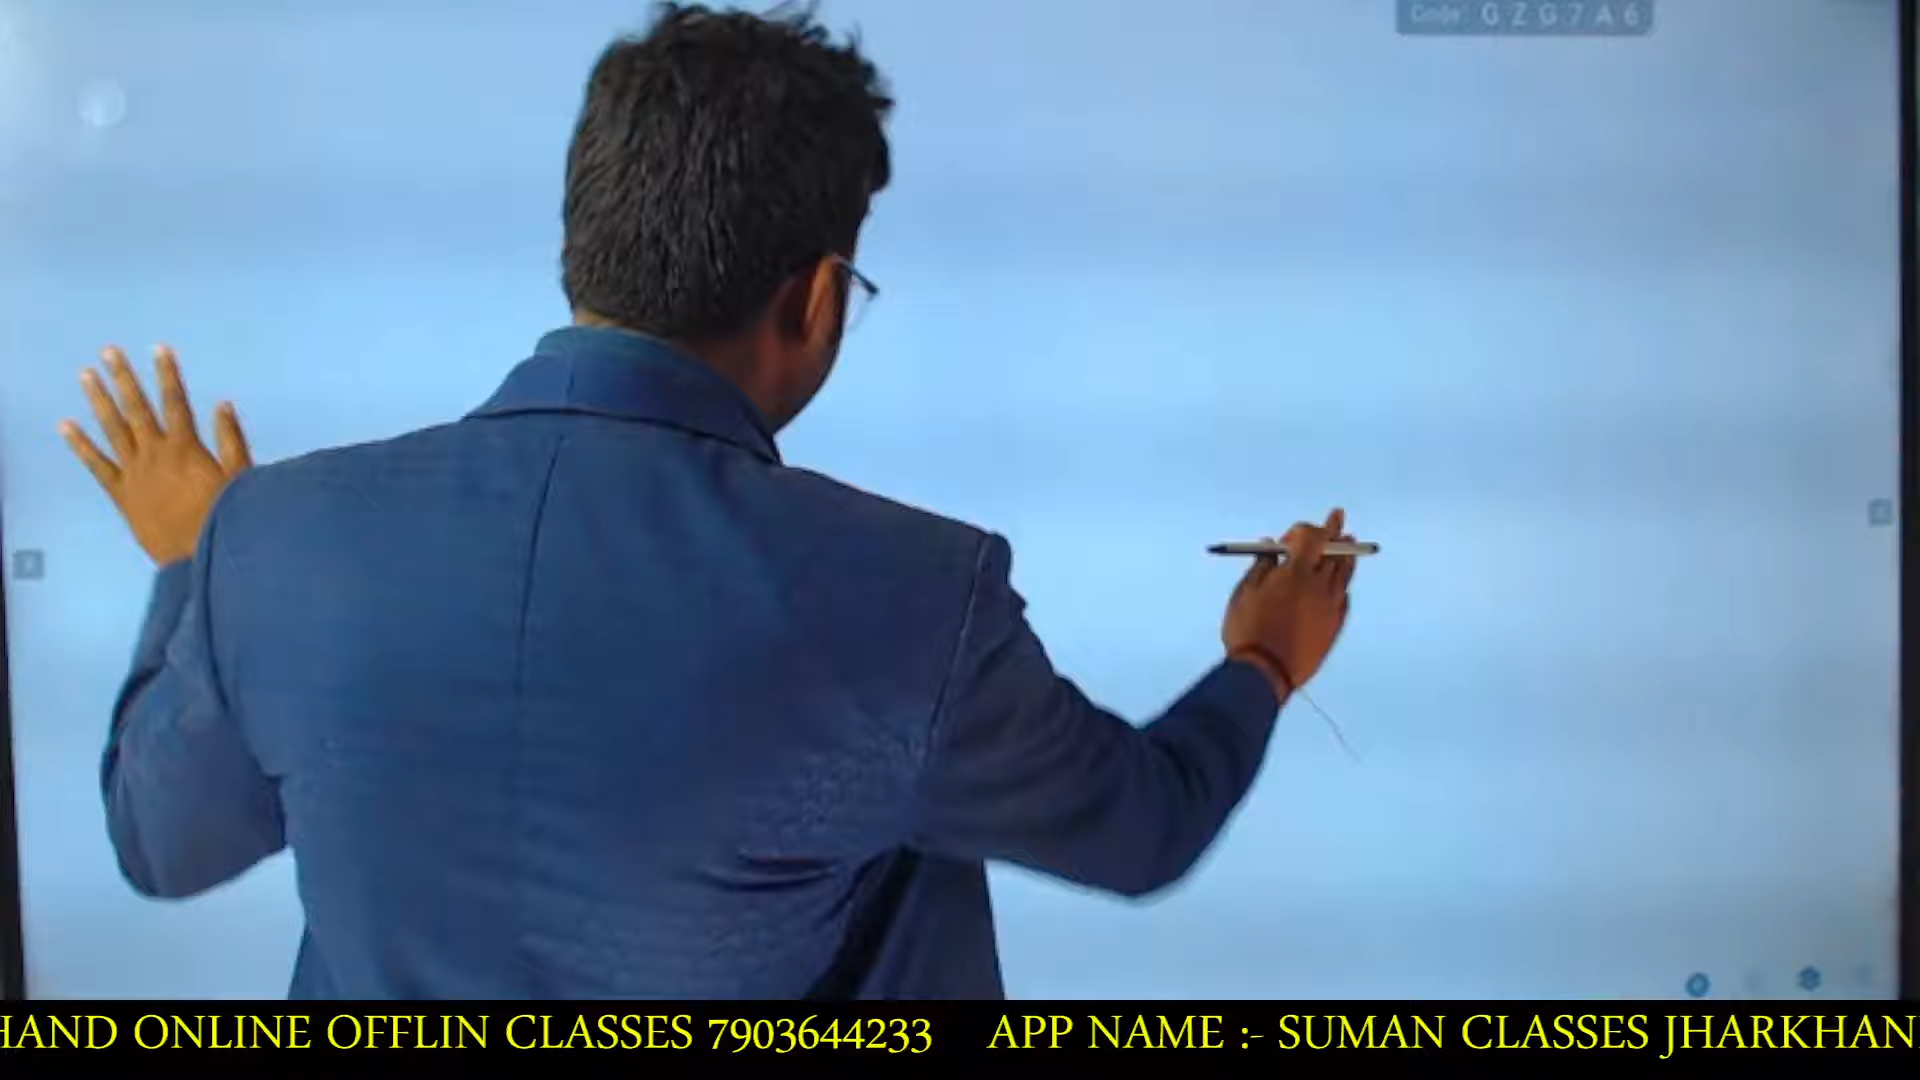 Code: G Z G 7 A 6
HAND ONLINE OFFLIN CLASSES 7903644233 APP NAME :- SUMAN CLASSES JHARKHAN